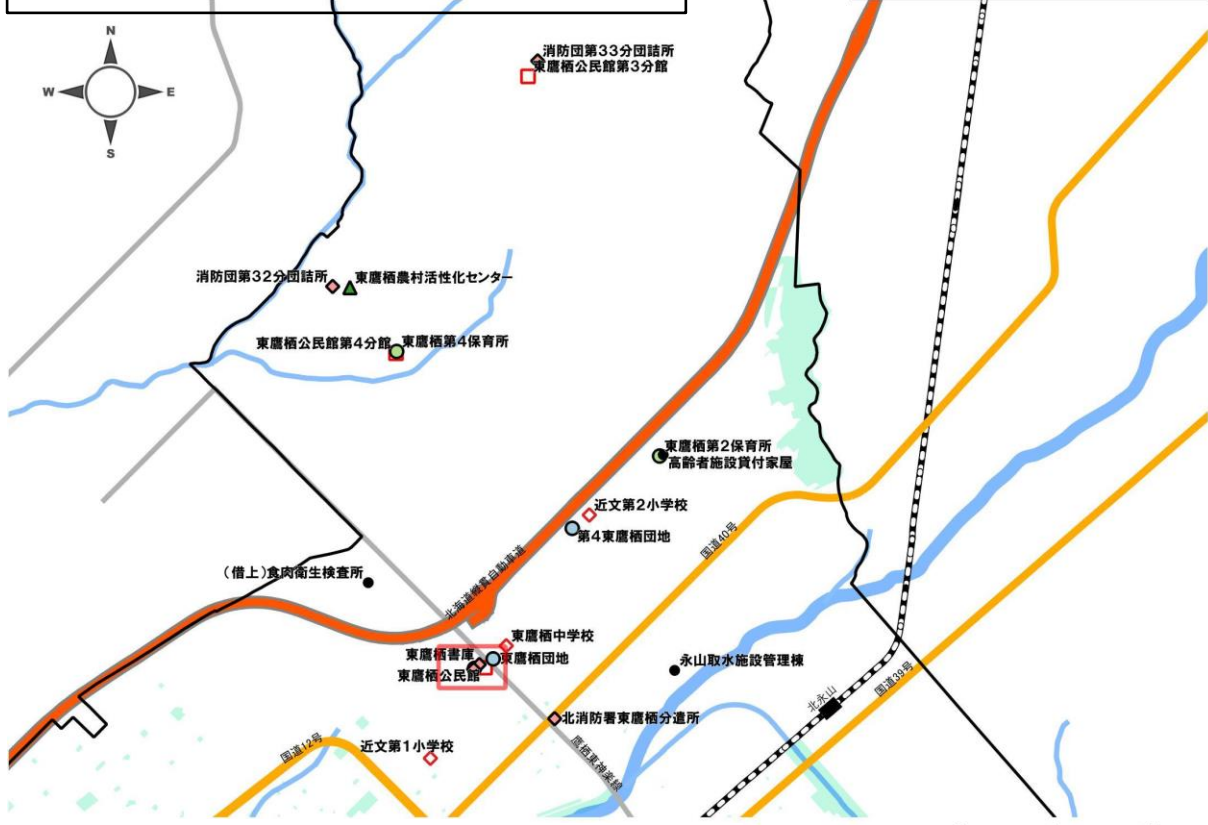 N
W
E
S
消防団第33分団詰所
東鷹栖公民館第3分館
消防団第32分団詰所
東鷹栖農村活性化センター
東鷹栖公民館第4分館
東鷹栖第4保育所
東鷹栖第2保育所
高齢者施設貸付家屋
近文第2小学校
第4東鷹栖団地
国道40号
（借上）食肉衛生検査所
北海道縦貫自動車道
東鷹栖中学校
東鷹栖書庫
東鷹栖団地
東鷹栖公民館
永山取水施設管理棟
国道39号
北永山
北消防署東鷹栖分遣所
国道12号
近文第1小学校
鷹栖東神楽線